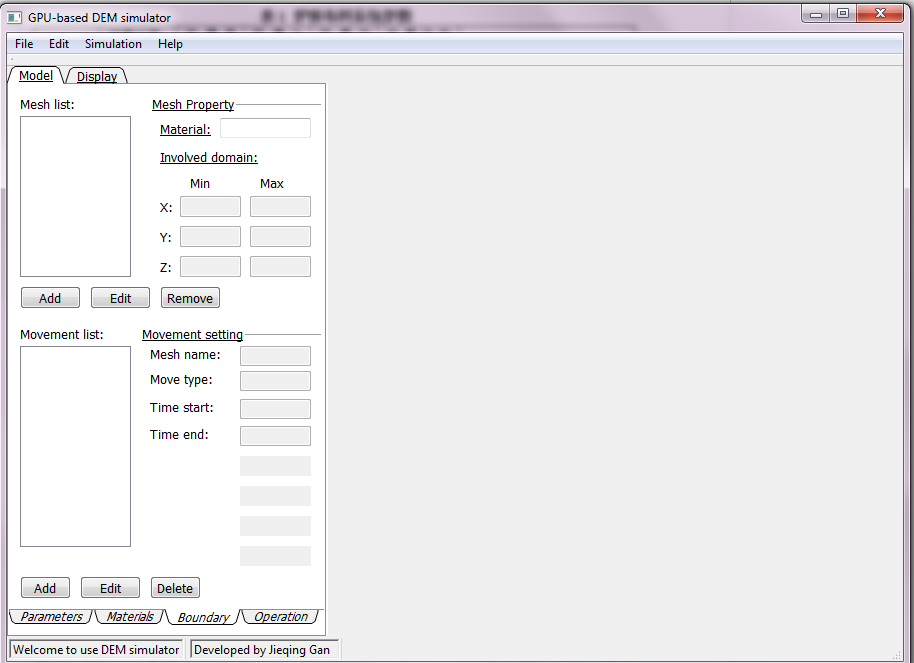 GPU-based DEM simulator
File Edit Simulation Help
Model Display
Mesh list:
Mesh Property
Material:
Involved domain:
Min Max
X:
Y:
Z:
Add Edit Remove
Movement list:
Movement setting
Mesh name:
Move type:
Time start:
Time end:
Add Edit Delete
Parameters Materials Boundary Operation
Welcome to use DEM simulator Developed by Jieqing Gan